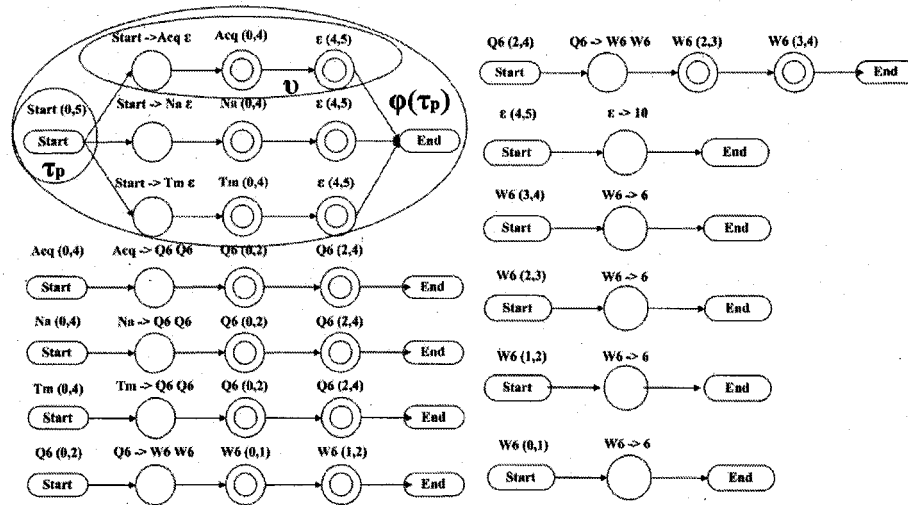 Start ->Acq ε Acq (0,4) ε (4,5)
υ
Start (0,5) Start -> Na ε Na (0,4) ε (4,5) φ(τp)
Start End
τp
Start -> Tm ε Tm (0,4) ε (4,5)
Acq (0,4) Acq -> Q6 Q6 Q6 (0,2) Q6 (2,4)
Start End
Na (0,4) Na -> Q6 Q6 Q6 (0,2) Q6 (2,4)
Start End
Tm (0,4) Tm -> Q6 Q6 Q6 (0,2) Q6 (2,4)
Start End
Q6 (0,2) Q6 -> W6 W6 W6 (0,1) W6 (1,2)
Start End
Q6 (2,4) Q6 -> W6 W6 W6 (2,3) W6 (3,4)
Start End
ε (4,5) ε -> 10
Start End
W6 (3,4) W6 -> 6
Start End
W6 (2,3) W6 -> 6
Start End
W6 (1,2) W6 -> 6
Start End
W6 (0,1) W6 -> 6
Start End